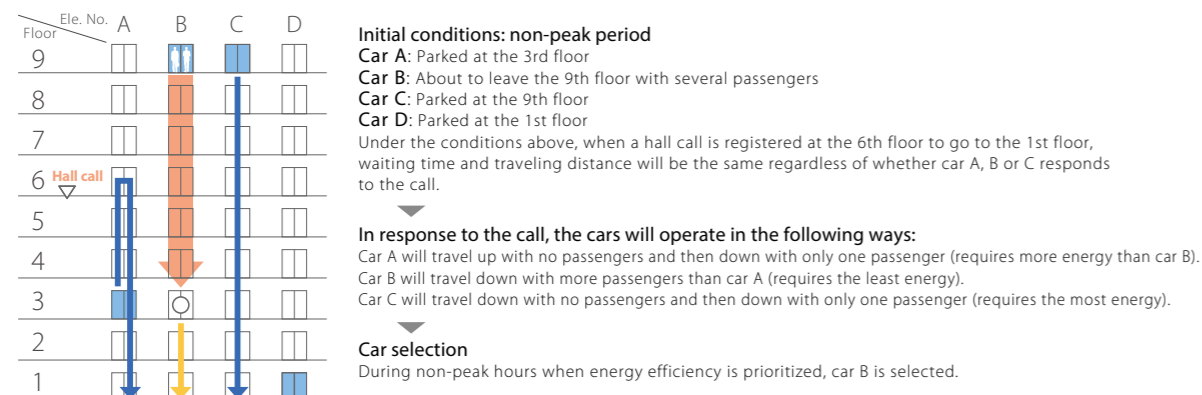 Ele. No.
Floor
A B C D
9
8
7
6 Hall call
5
4
3
2
1
Initial conditions: non-peak period
Car A: Parked at the 3rd floor
Car B: About to leave the 9th floor with several passengers
Car C: Parked at the 9th floor
Car D: Parked at the 1st floor
Under the conditions above, when a hall call is registered at the 6th floor to go to the 1st floor,
waiting time and traveling distance will be the same regardless of whether car A, B or C responds
to the call.
In response to the call, the cars will operate in the following ways:
Car A will travel up with no passengers and then down with only one passenger (requires more energy than car B).
Car B will travel down with more passengers than car A (requires the least energy).
Car C will travel down with no passengers and then down with only one passenger (requires the most energy).
Car selection
During non-peak hours when energy efficiency is prioritized, car B is selected.